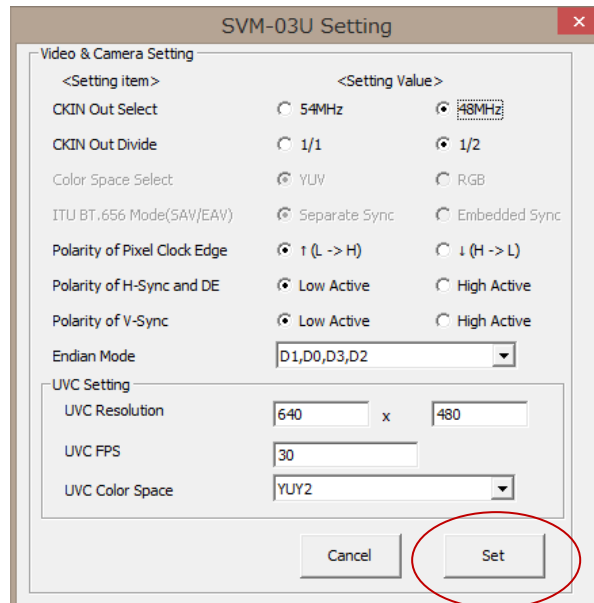 SVM-03U Setting
×
Video & Camera Setting
<Setting item> <Setting Value>
CKIN Out Select 54MHz 48MHz
CKIN Out Divide 1/1 1/2
Color Space Select YUV RGB
ITU BT.656 Mode(SAV/EAV) Separate Sync Embedded Sync
Polarity of Pixel Clock Edge ↑ (L -> H) ↓ (H -> L)
Polarity of H-Sync and DE Low Active High Active
Polarity of V-Sync Low Active High Active
Endian Mode D1,D0,D3,D2
UVC Setting
UVC Resolution 640 x 480
UVC FPS 30
UVC Color Space YUY2
Cancel Set